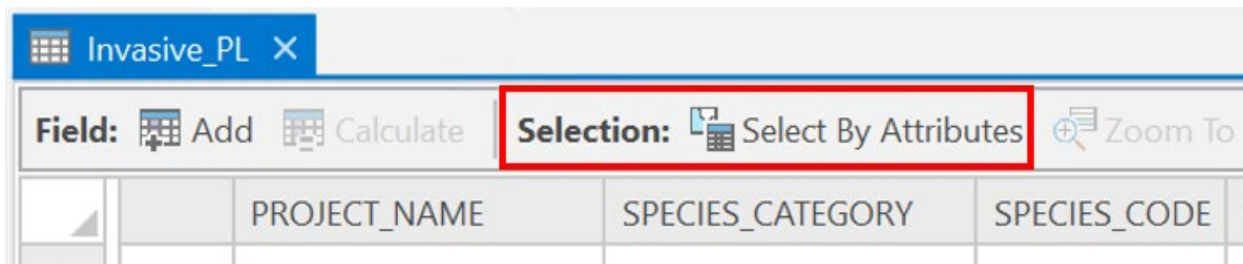 Invasive_PL
Field: Add Calculate Selection: Select By Attributes Zoom To
PROJECT_NAME SPECIES_CATEGORY SPECIES_CODE